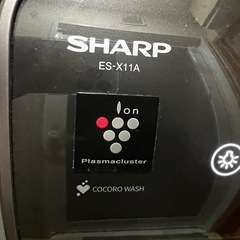 SHARP
ES-X11A
Ion
Plasmacluster
COCORO WASH